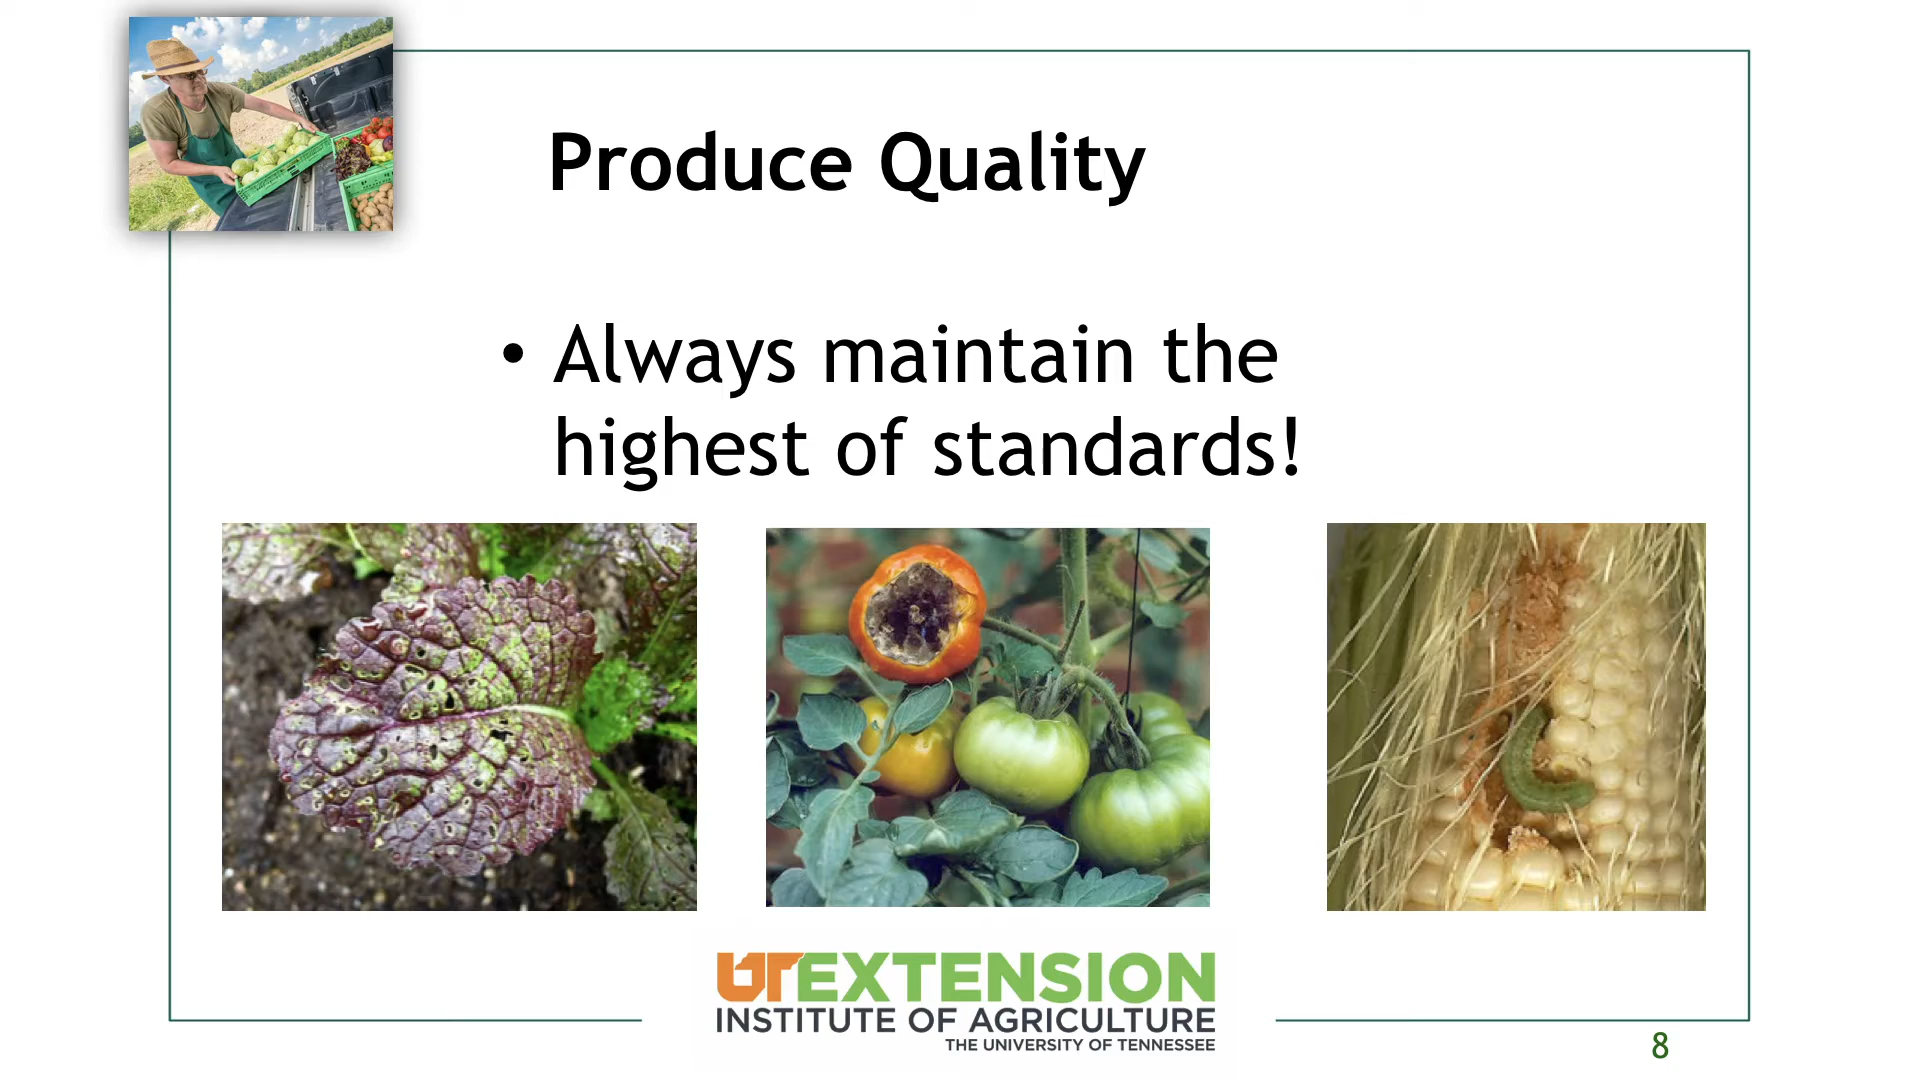 Produce Quality
• Always maintain the
highest of standards!
UTEXTENSION
INSTITUTE OF AGRICULTURE
THE UNIVERSITY OF TENNESSEE
8